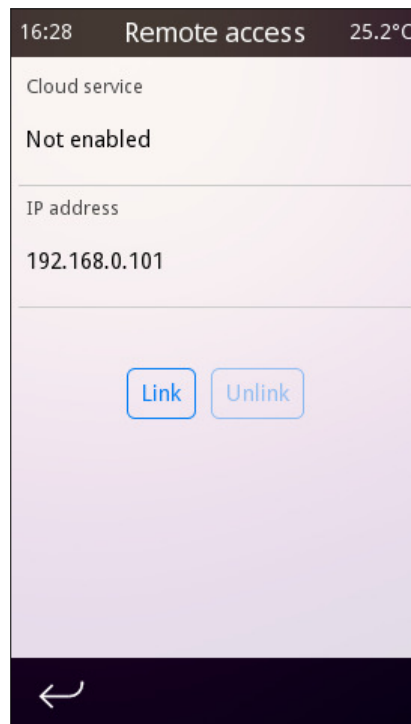 16:28 Remote access 25.2°C
Cloud service
Not enabled
IP address
192.168.0.101
Link Unlink